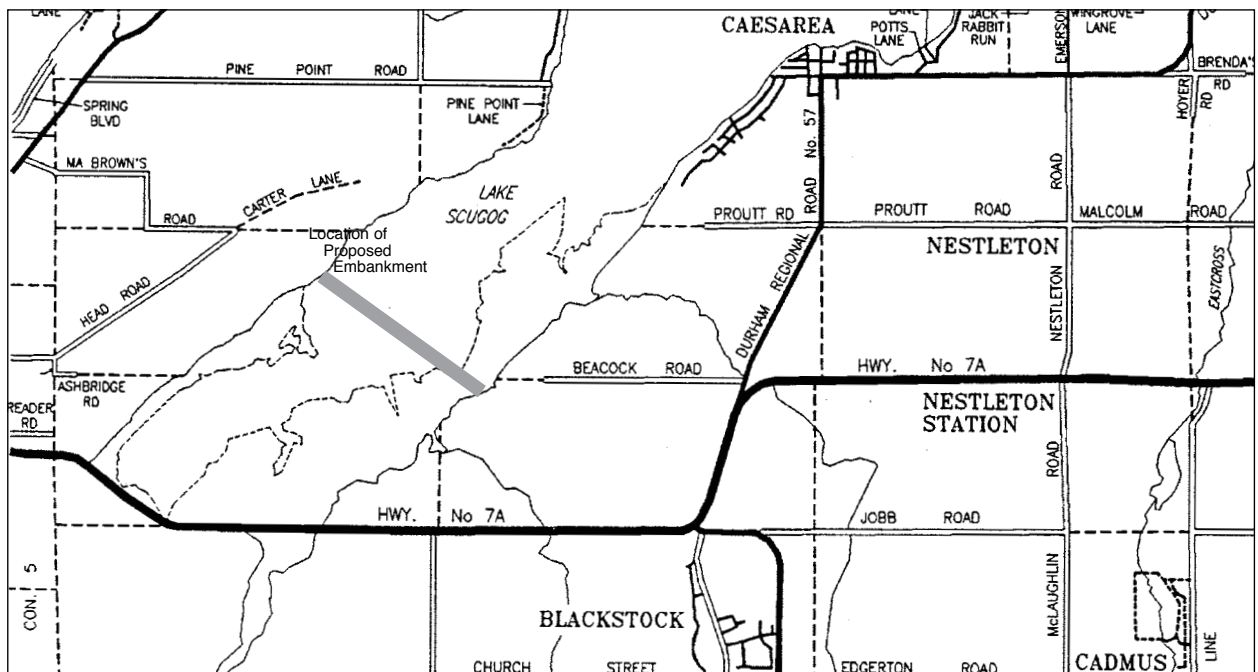 LANE
CAESAREA
LANE
POTTS
LANE
JACK
RABBIT
RUN
EMERSON
WINGROVE
LANE
PINE POINT ROAD
BRENDA'S
RD
HOYER
RD
SPRING
BLVD
PINE POINT
LANE
No. 57
MA BROWN'S
ROAD
CARTER LANE
LAKE
SCUGOG
ROAD
PROUTT RD
PROUTT ROAD
ROAD
MALCOLM ROAD
Location of
Proposed
Embankment
NESTLETON
DURHAM REGIONAL
HEAD ROAD
NESTLETON
EASTCROSS
BEACOCK ROAD
HWY. No 7A
ASHBRIDGE
RD
READER
RD
NESTLETON
STATION
ROAD
HWY. No 7A
JOBB ROAD
CON. 5
BLACKSTOCK
McLAUGHLIN
CADMUS
LINE
CHURCH STREET
EDGERTON ROAD